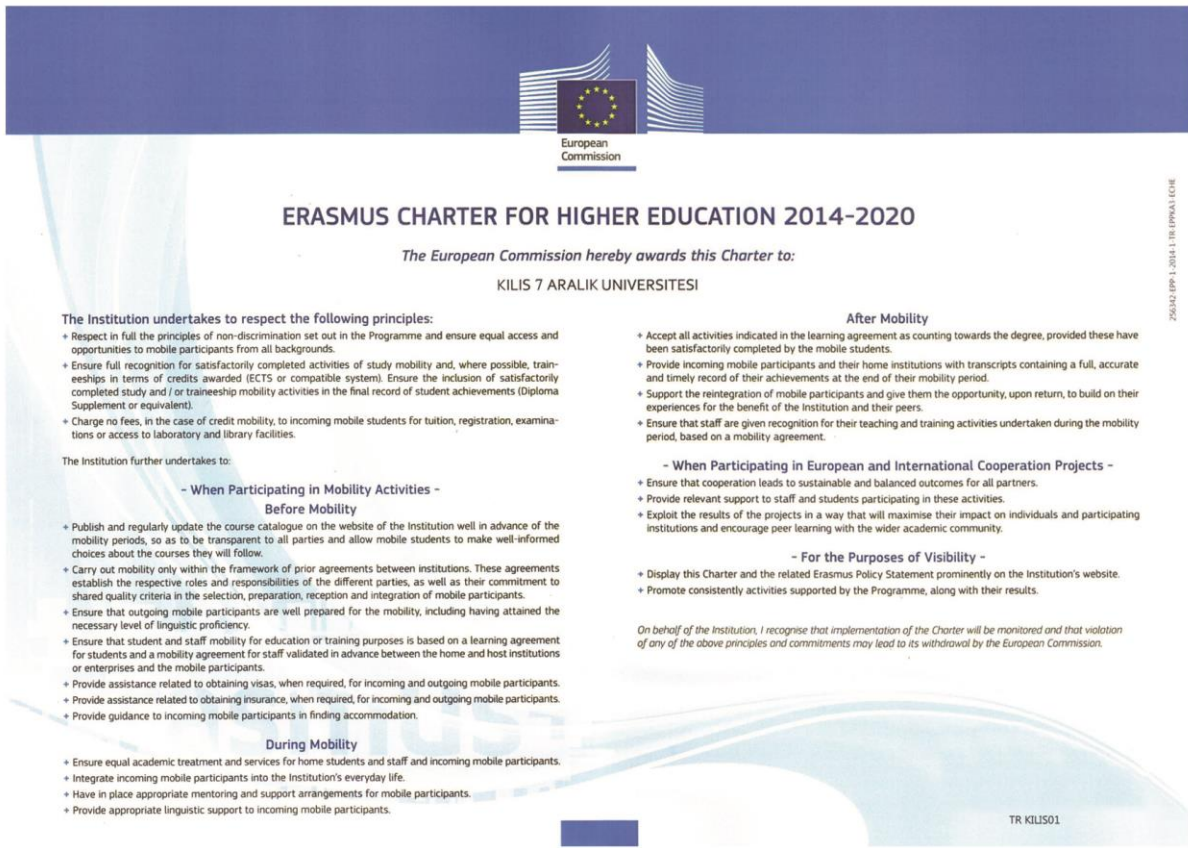 European
Commission
ERASMUS CHARTER FOR HIGHER EDUCATION 2014-2020
The European Commission hereby awards this Charter to:
KILIS 7 ARALIK UNIVERSITESI
The Institution undertakes to respect the following principles:
+ Respect in full the principles of non-discrimination set out in the Programme and ensure equal access and
opportunities to mobile participants from all backgrounds.
+ Ensure full recognition for satisfactorily completed activities of study mobility and, where possible, train-
eeships in terms of credits awarded (ECTS or compatible system). Ensure the inclusion of satisfactorily
completed study and / or traineeship mobility activities in the final record of student achievements (Diploma
Supplement or equivalent).
+ Charge no fees, in the case of credit mobility, to incoming mobile students for tuition, registration, examina-
tions or access to laboratory and library facilities.
The Institution further undertakes to:
- When Participating in Mobility Activities -
Before Mobility
+ Publish and regularly update the course catalogue on the website of the Institution well in advance of the
mobility periods, so as to be transparent to all parties and allow mobile students to make well-informed
choices about the courses they will follow.
+ Carry out mobility only within the framework of prior agreements between institutions. These agreements
establish the respective roles and responsibilities of the different parties, as well as their commitment to
shared quality criteria in the selection, preparation, reception and integration of mobile participants.
+ Ensure that outgoing mobile participants are well prepared for the mobility, including having attained the
necessary level of linguistic proficiency.
+ Ensure that student and staff mobility for education or training purposes is based on a learning agreement
for students and a mobility agreement for staff validated in advance between the home and host institutions
or enterprises and the mobile participants.
+ Provide assistance related to obtaining visas, when required, for incoming and outgoing mobile participants.
+ Provide assistance related to obtaining insurance, when required, for incoming and outgoing mobile participants.
+ Provide guidance to incoming mobile participants in finding accommodation.
During Mobility
+ Ensure equal academic treatment and services for home students and staff and incoming mobile participants.
+ Integrate incoming mobile participants into the Institution's everyday life.
+ Have in place appropriate mentoring and support arrangements for mobile participants.
+ Provide appropriate linguistic support to incoming mobile participants.
After Mobility
+ Accept all activities indicated in the learning agreement as counting towards the degree, provided these have
been satisfactorily completed by the mobile students.
+ Provide incoming mobile participants and their home institutions with transcripts containing a full, accurate
and timely record of their achievements at the end of their mobility period.
+ Support the reintegration of mobile participants and give them the opportunity, upon return, to build on their
experiences for the benefit of the Institution and their peers.
+ Ensure that staff are given recognition for their teaching and training activities undertaken during the mobility
period, based on a mobility agreement.
- When Participating in European and International Cooperation Projects -
+ Ensure that cooperation leads to sustainable and balanced outcomes for all partners.
+ Provide relevant support to staff and students participating in these activities.
+ Exploit the results of the projects in a way that will maximise their impact on individuals and participating
institutions and encourage peer learning with the wider academic community.
- For the Purposes of Visibility -
+ Display this Charter and the related Erasmus Policy Statement prominently on the Institution's website.
+ Promote consistently activities supported by the Programme, along with their results.
On behalf of the Institution, I recognise that implementation of the Charter will be monitored and that violation
of any of the above principles and commitments may lead to its withdrawal by the European Commission.
256342-EPP-1-2014-1-TR-EPPKA3-ECHE
TR KILIS01